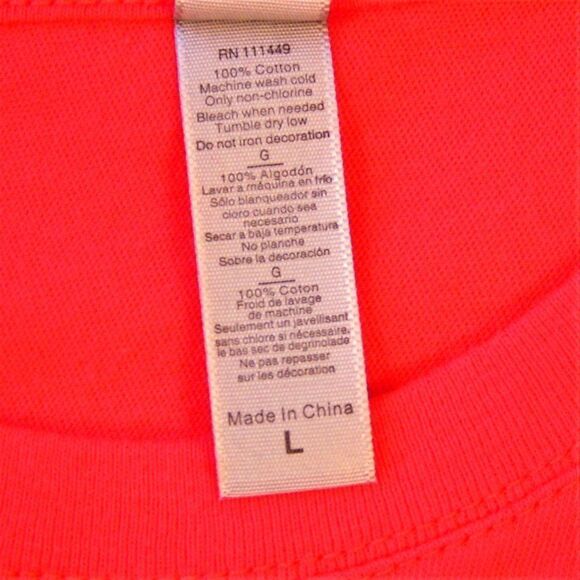 RN 111449
100% Cotton
Machine wash cold
Only non-chlorine
Bleach when needed
Tumble dry low
Do not iron decoration
G
100% Algodón
Lavar a máquina en frío
Sólo blanqueador sin
cloro cuando sea
necesario
Secar a baja temperatura
No planche
Sobre la decoración
G
100% Coton
Froid de lavage
de machine
Seulement un javellisant
sans chlore si nécessaire,
le bas sec de degrinolade
Ne pas repasser
sur les décoration
Made In China
L